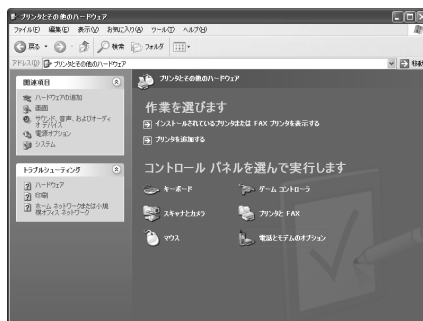 プリンタとその他のハードウェア
ファイル(F) 編集(E) 表示(V) お気に入り(A) ツール(T) ヘルプ(H)
戻る 検索 フォルダ
アドレス(D) プリンタとその他のハードウェア 移動
関連項目
ハードウェアの追加
画面
サウンド、音声、およびオーディ
オ デバイス
電源オプション
システム
トラブルシューティング
ハードウェア
印刷
ホーム ネットワークまたは小規
模オフィス ネットワーク
プリンタとその他のハードウェア
作業を選びます
インストールされているプリンタまたは FAX プリンタを表示する
プリンタを追加する
コントロール パネルを選んで実行します
キーボード
ゲーム コントローラ
スキャナとカメラ
プリンタと FAX
マウス
電話とモデムのオプション